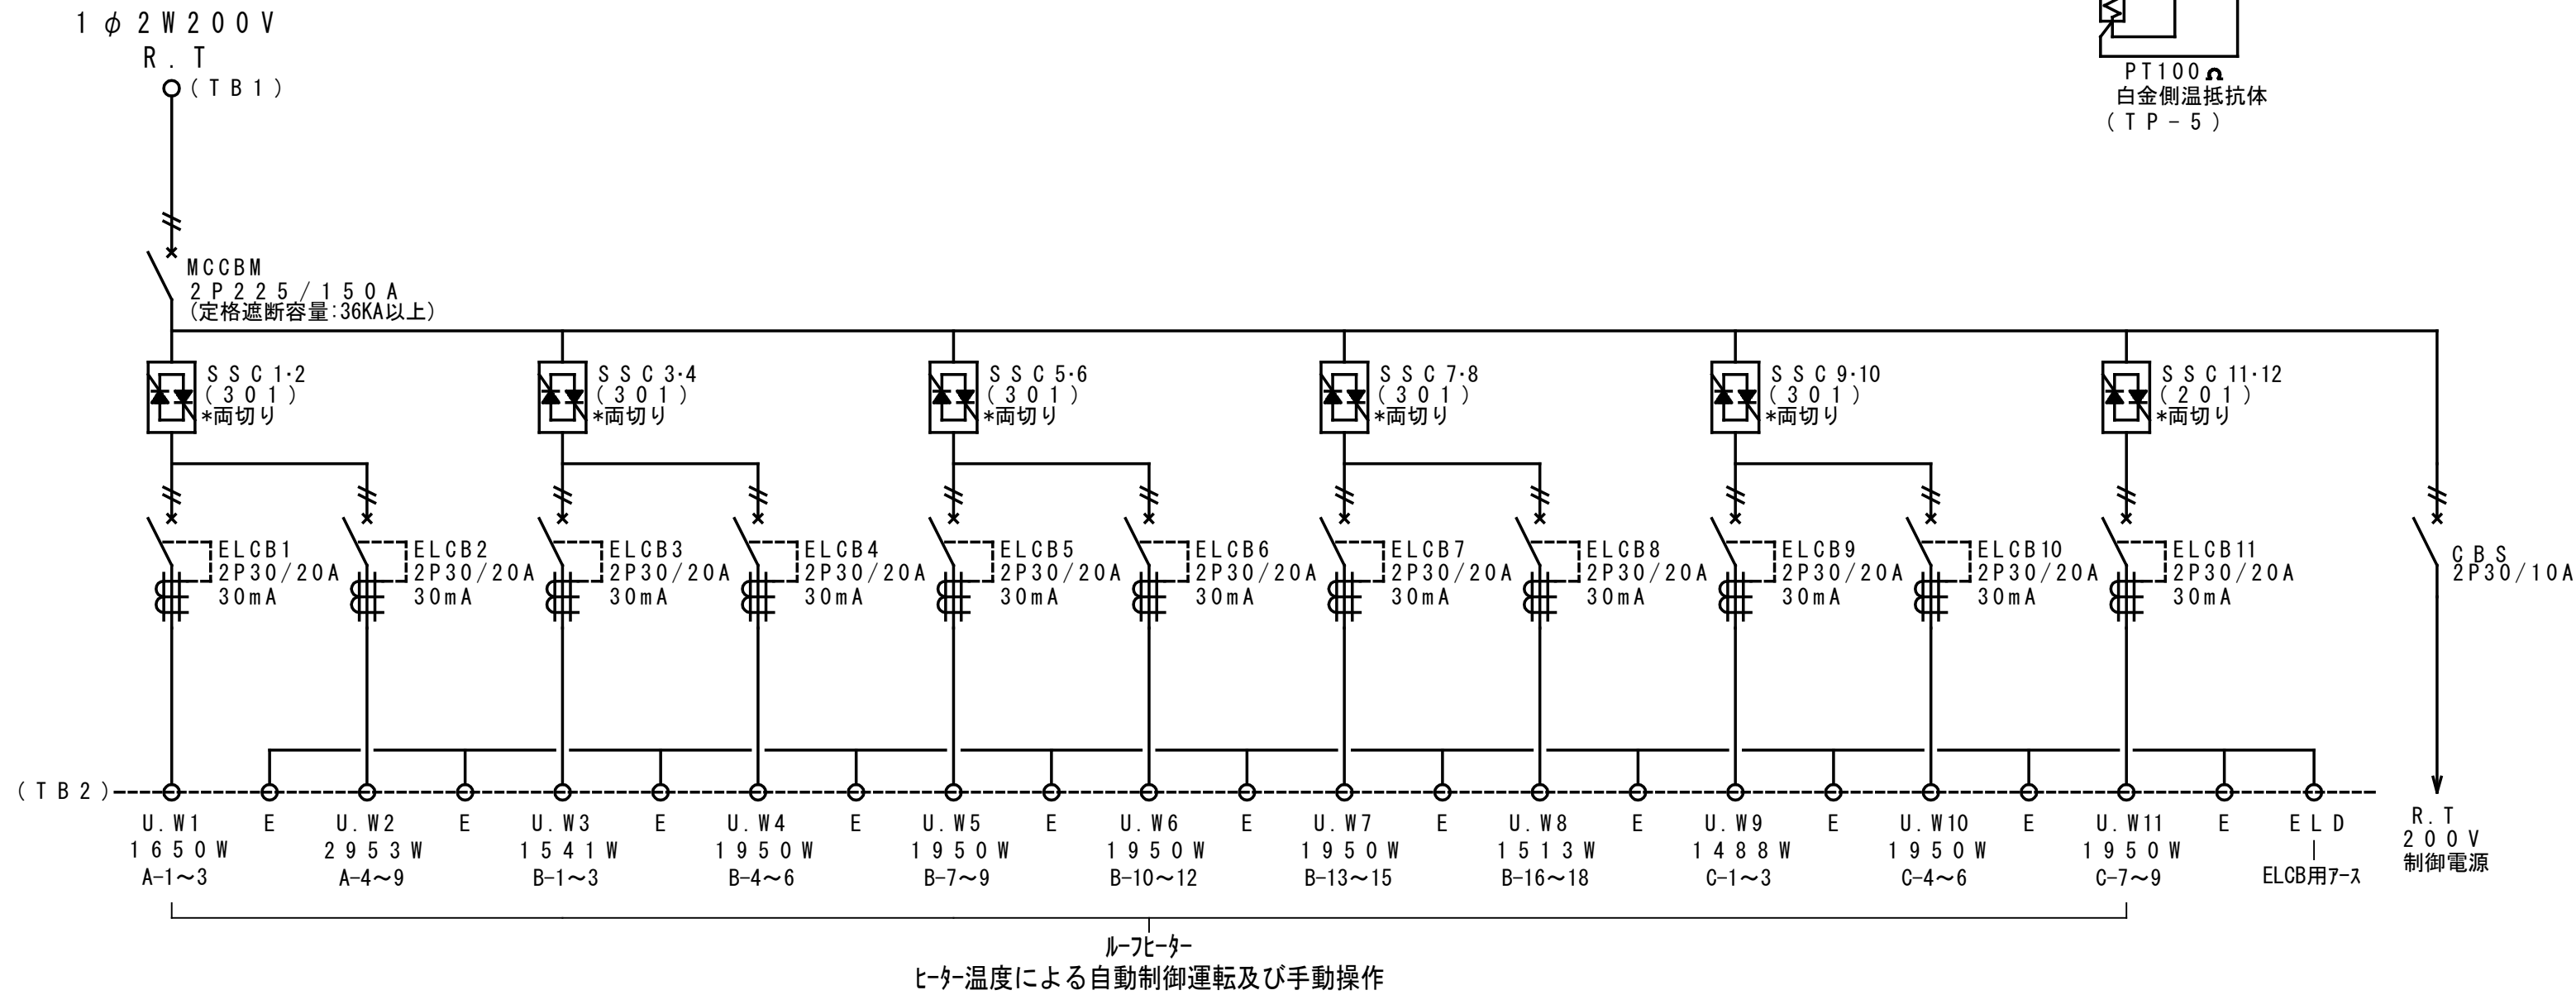 1φ2W200V
R.T
(TB1)
PT100Ω
白金側温抵抗体
(TP-5)
MCCBM
2P225/150A
(定格遮断容量:36KA以上)
SSC1・2
(301)
*両切り
SSC3・4
(301)
*両切り
SSC5・6
(301)
*両切り
SSC7・8
(301)
*両切り
SSC9・10
(301)
*両切り
SSC11・12
(201)
*両切り
ELCB1
2P30/20A
30mA
ELCB2
2P30/20A
30mA
ELCB3
2P30/20A
30mA
ELCB4
2P30/20A
30mA
ELCB5
2P30/20A
30mA
ELCB6
2P30/20A
30mA
ELCB7
2P30/20A
30mA
ELCB8
2P30/20A
30mA
ELCB9
2P30/20A
30mA
ELCB10
2P30/20A
30mA
ELCB11
2P30/20A
30mA
CBS
2P30/10A
(TB2)
U.W1
1650W
A-1〜3
E
U.W2
2953W
A-4〜9
E
U.W3
1541W
B-1〜3
E
U.W4
1950W
B-4〜6
E
U.W5
1950W
B-7〜9
E
U.W6
1950W
B-10〜12
E
U.W7
1950W
B-13〜15
E
U.W8
1513W
B-16〜18
E
U.W9
1488W
C-1〜3
E
U.W10
1950W
C-4〜6
E
U.W11
1950W
C-7〜9
E
ELD
ELCB用ｱｰｽ
R.T
200V
制御電源
ﾙｰﾌﾋｰﾀｰ
ﾋｰﾀｰ温度による自動制御運転及び手動操作